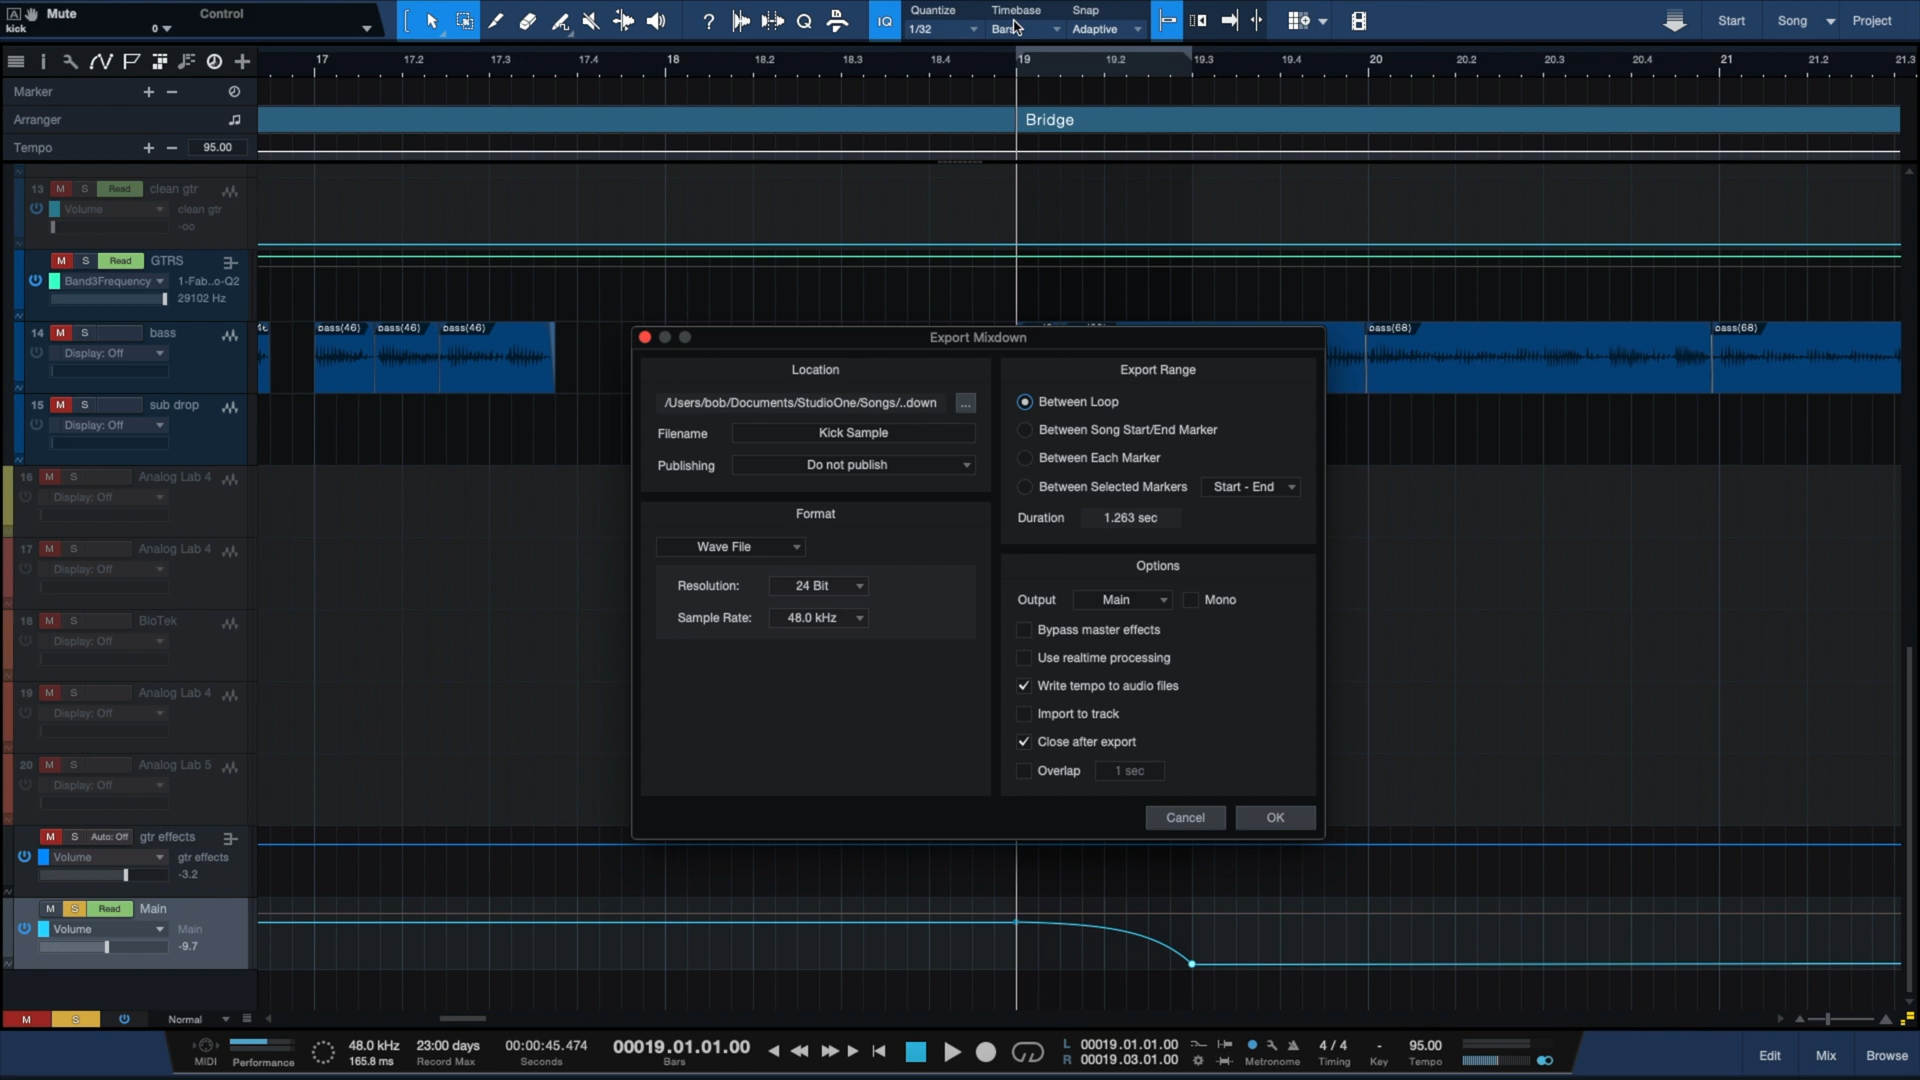 Mute
Control
kick
0
Quantize
Timebase
Snap
1/32
Bars
Adaptive
IQ
Start
Song
Project
17
17.2
17.3
17.4
18
18.2
18.3
18.4
19
19.2
19.3
19.4
20
20.2
20.3
20.4
21
21.2
21.3
Marker
Arranger
Bridge
Tempo
95.00
13 M S Read clean gtr
Volume
clean gtr
-oo
M S Read GTRS
Band3Frequency
1-Fab..o-Q2
29102 Hz
14 M S bass
Display: Off
bass(46)
bass(46)
bass(46)
bass(68)
bass(68)
15 M S sub drop
Display: Off
16 M S Analog Lab 4
Display: Off
17 M S Analog Lab 4
Display: Off
18 M S BioTek
Display: Off
19 M S Analog Lab 4
Display: Off
20 M S Analog Lab 5
Display: Off
M S Auto: Off gtr effects
Volume
gtr effects
-3.2
M S Read Main
Volume
Main
-9.7
Export Mixdown
Location
/Users/bob/Documents/StudioOne/Songs/..down
...
Filename
Kick Sample
Publishing
Do not publish
Format
Wave File
Resolution:
24 Bit
Sample Rate:
48.0 kHz
Export Range
Between Loop
Between Song Start/End Marker
Between Each Marker
Between Selected Markers
Start - End
Duration
1.263 sec
Options
Output
Main
Mono
Bypass master effects
Use realtime processing
Write tempo to audio files
Import to track
Close after export
Overlap
1 sec
Cancel
OK
M
S
Normal
MIDI
Performance
48.0 kHz
165.8 ms
23:00 days
Record Max
00:00:45.474
Seconds
00019.01.01.00
Bars
L 00019.01.01.00
R 00019.03.01.00
Metronome
4 / 4
Timing
-
Key
95.00
Tempo
Edit
Mix
Browse